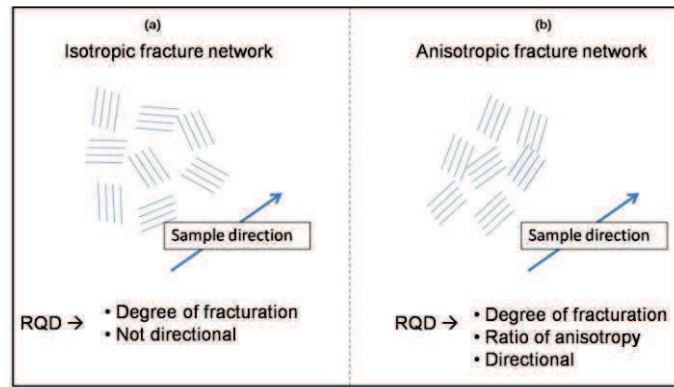 (a)
Isotropic fracture network
Sample direction
RQD →
• Degree of fracturation
• Not directional
(b)
Anisotropic fracture network
Sample direction
RQD →
• Degree of fracturation
• Ratio of anisotropy
• Directional